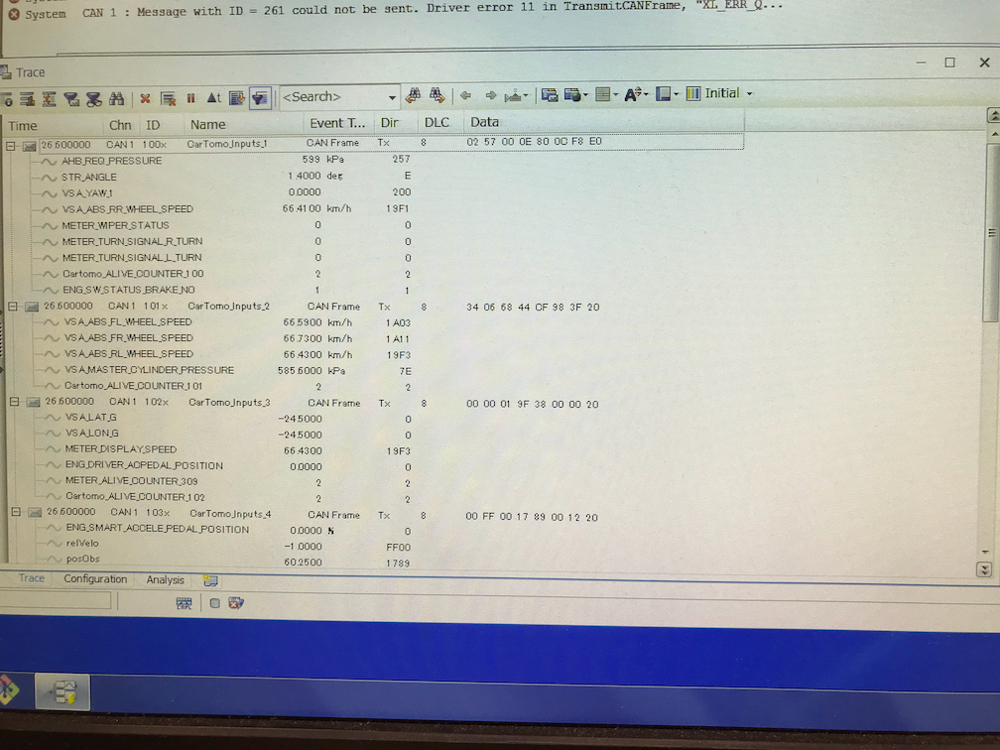 System CAN 1 : Message with ID = 261 could not be sent. Driver error 11 in TransmitCANFrame, "XL_ERR_Q...
Trace
<Search> Initial
Time Chn ID Name Event T... Dir DLC Data
26.600000 CAN 1 100x CarTomo_Inputs_1 CAN Frame Tx 8 02 57 00 0E 80 0C F8 E0
AHB_REQ_PRESSURE 599 kPa 257
STR_ANGLE 1.4000 deg E
VSA_YAW_1 0.0000 200
VSA_ABS_RR_WHEEL_SPEED 66.4100 km/h 19F1
METER_WIPER_STATUS 0 0
METER_TURN_SIGNAL_R_TURN 0 0
METER_TURN_SIGNAL_L_TURN 0 0
Cartomo_ALIVE_COUNTER_100 2 2
ENG_SW_STATUS_BRAKE_NO 1 1
26.600000 CAN 1 101x CarTomo_Inputs_2 CAN Frame Tx 8 34 06 68 44 CF 98 3F 20
VSA_ABS_FL_WHEEL_SPEED 66.5900 km/h 1A03
VSA_ABS_FR_WHEEL_SPEED 66.7300 km/h 1A11
VSA_ABS_RL_WHEEL_SPEED 66.4300 km/h 19F3
VSA_MASTER_CYLINDER_PRESSURE 585.6000 kPa 7E
Cartomo_ALIVE_COUNTER_101 2 2
26.600000 CAN 1 102x CarTomo_Inputs_3 CAN Frame Tx 8 00 00 01 9F 38 00 00 20
VSA_LAT_G -24.5000 0
VSA_LON_G -24.5000 0
METER_DISPLAY_SPEED 66.4300 19F3
ENG_DRIVER_ACPEDAL_POSITION 0.0000 0
METER_ALIVE_COUNTER_309 2 2
Cartomo_ALIVE_COUNTER_102 2 2
26.600000 CAN 1 103x CarTomo_Inputs_4 CAN Frame Tx 8 00 FF 00 17 89 00 12 20
ENG_SMART_ACCELE_PEDAL_POSITION 0.0000 % 0
relVelo -1.0000 FF00
posObs 60.2500 1789
Trace Configuration Analysis